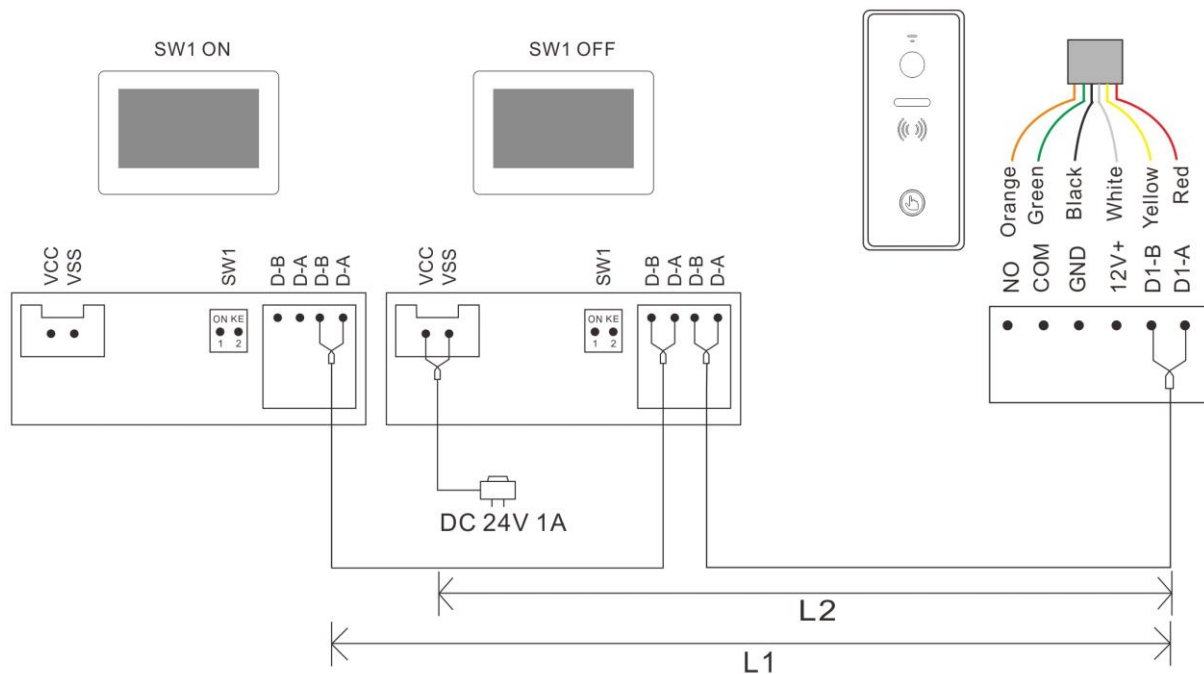 SW1 ON
SW1 OFF
Orange
Green
Black
White
Yellow
Red
VCC
VSS
SW1
D-B
D-A
D-B
D-A
VCC
VSS
SW1
D-B
D-A
D-B
D-A
NO
COM
GND
12V+
D1-B
D1-A
ON KE
1 2
ON KE
1 2
DC 24V 1A
L2
L1